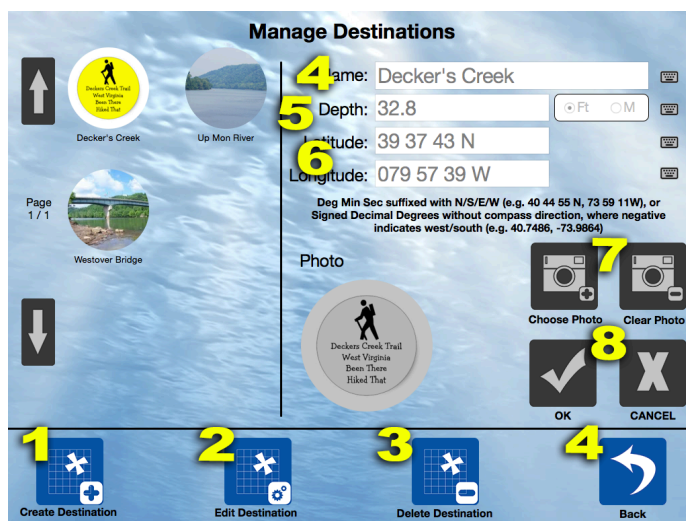 Manage Destinations
Deckers Creek Trail
West Virginia
Been There
Hiked That
Decker's Creek
Up Mon River
Page
1 / 1
Westover Bridge
4
Name: Decker's Creek
5
Depth: 32.8
Ft
M
6
Latitude: 39 37 43 N
Longitude: 079 57 39 W
Deg Min Sec suffixed with N/S/E/W (e.g. 40 44 55 N, 73 59 11W), or
Signed Decimal Degrees without compass direction, where negative
indicates west/south (e.g. 40.7486, -73.9864)
Photo
Deckers Creek Trail
West Virginia
Been There
Hiked That
7
Choose Photo
Clear Photo
8
OK
CANCEL
1
Create Destination
2
Edit Destination
3
Delete Destination
4
Back